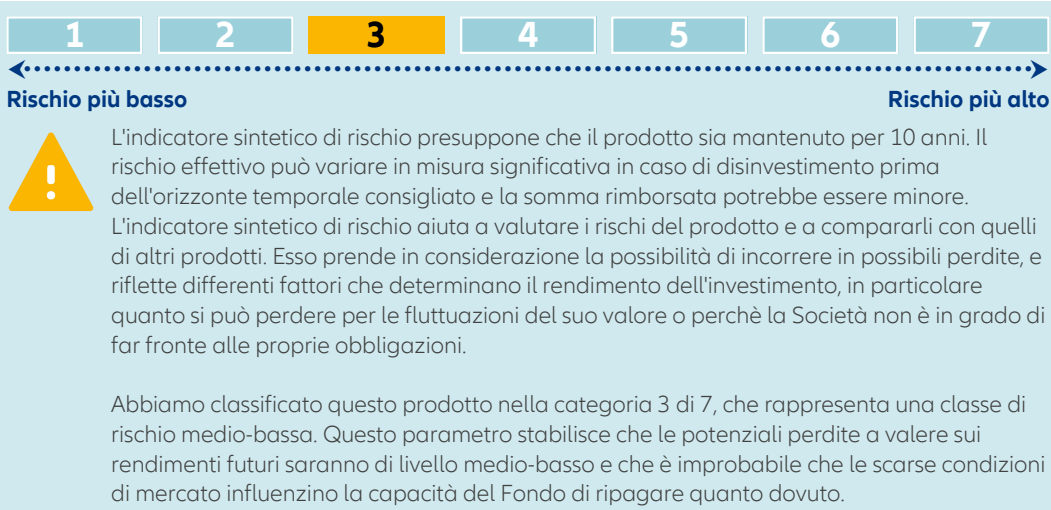 1 2 3 4 5 6 7
Rischio più basso Rischio più alto
L'indicatore sintetico di rischio presuppone che il prodotto sia mantenuto per 10 anni. Il
rischio effettivo può variare in misura significativa in caso di disinvestimento prima
dell'orizzonte temporale consigliato e la somma rimborsata potrebbe essere minore.
L'indicatore sintetico di rischio aiuta a valutare i rischi del prodotto e a compararli con quelli
di altri prodotti. Esso prende in considerazione la possibilità di incorrere in possibili perdite, e
riflette differenti fattori che determinano il rendimento dell'investimento, in particolare
quanto si può perdere per le fluttuazioni del suo valore o perchè la Società non è in grado di
far fronte alle proprie obbligazioni.
Abbiamo classificato questo prodotto nella categoria 3 di 7, che rappresenta una classe di
rischio medio-bassa. Questo parametro stabilisce che le potenziali perdite a valere sui
rendimenti futuri saranno di livello medio-basso e che è improbabile che le scarse condizioni
di mercato influenzino la capacità del Fondo di ripagare quanto dovuto.